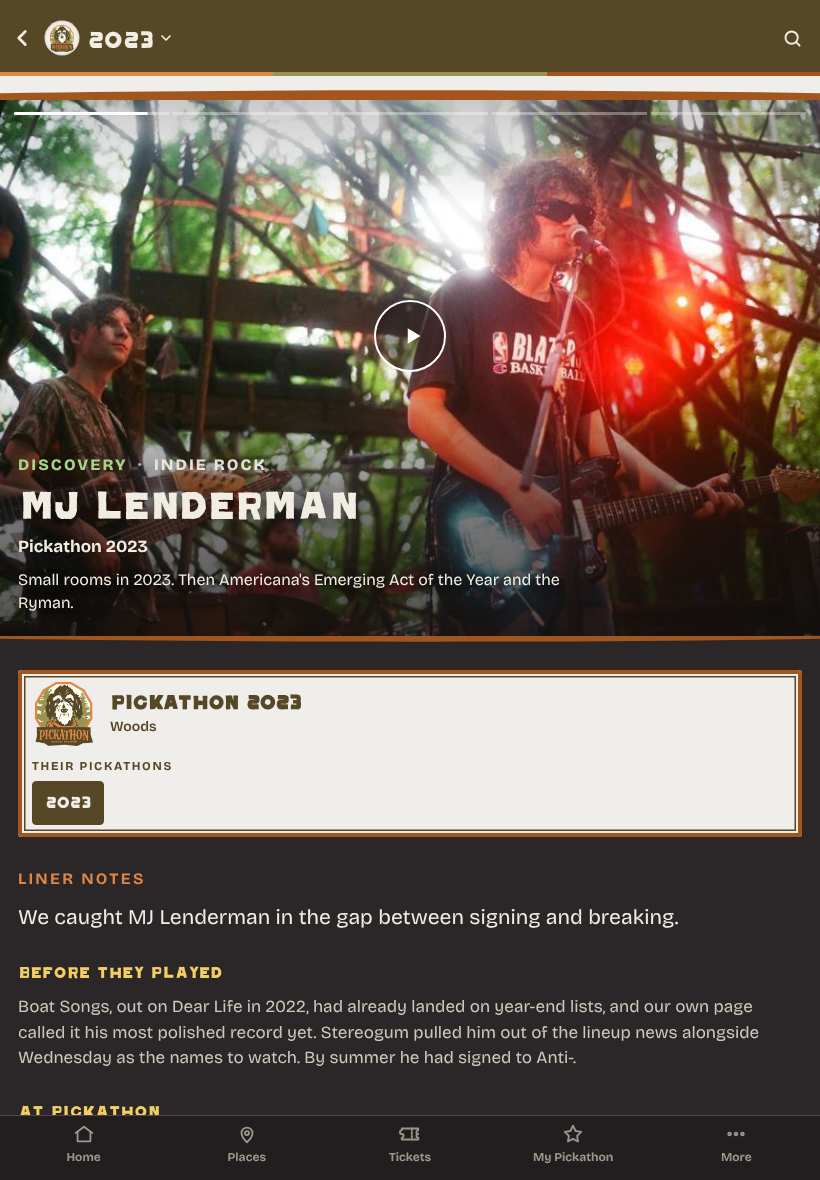 2023
BLAZERS
BASKETBALL
DISCOVERY · INDIE ROCK
MJ LENDERMAN
Pickathon 2023
Small rooms in 2023. Then Americana's Emerging Act of the Year and the
Ryman.
PICKATHON
PICKATHON 2023
Woods
THEIR PICKATHONS
2023
LINER NOTES
We caught MJ Lenderman in the gap between signing and breaking.
BEFORE THEY PLAYED
Boat Songs, out on Dear Life in 2022, had already landed on year-end lists, and our own page
called it his most polished record yet. Stereogum pulled him out of the lineup news alongside
Wednesday as the names to watch. By summer he had signed to Anti-.
AT PICKATHON
Home
Places
Tickets
My Pickathon
More